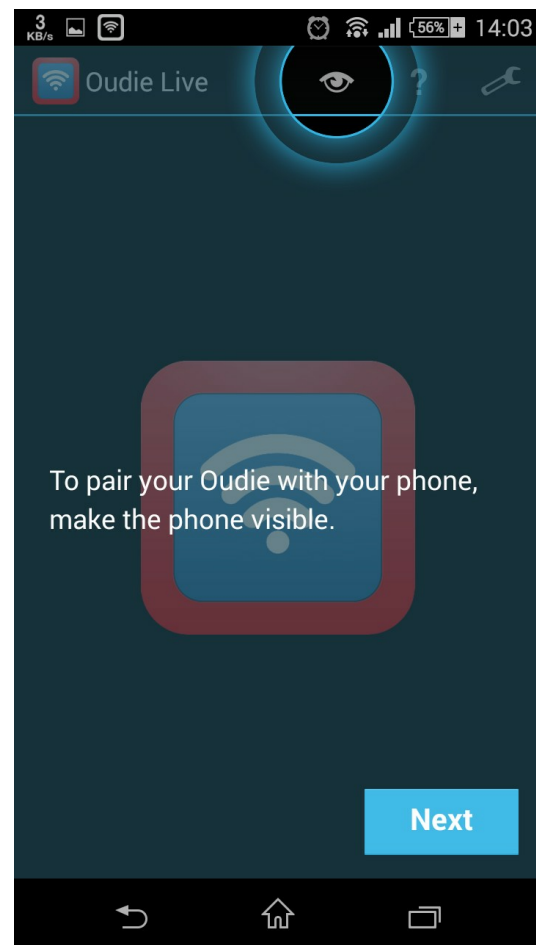 3
KB/s
56%
14:03
Oudie Live
?
To pair your Oudie with your phone,
make the phone visible.
Next